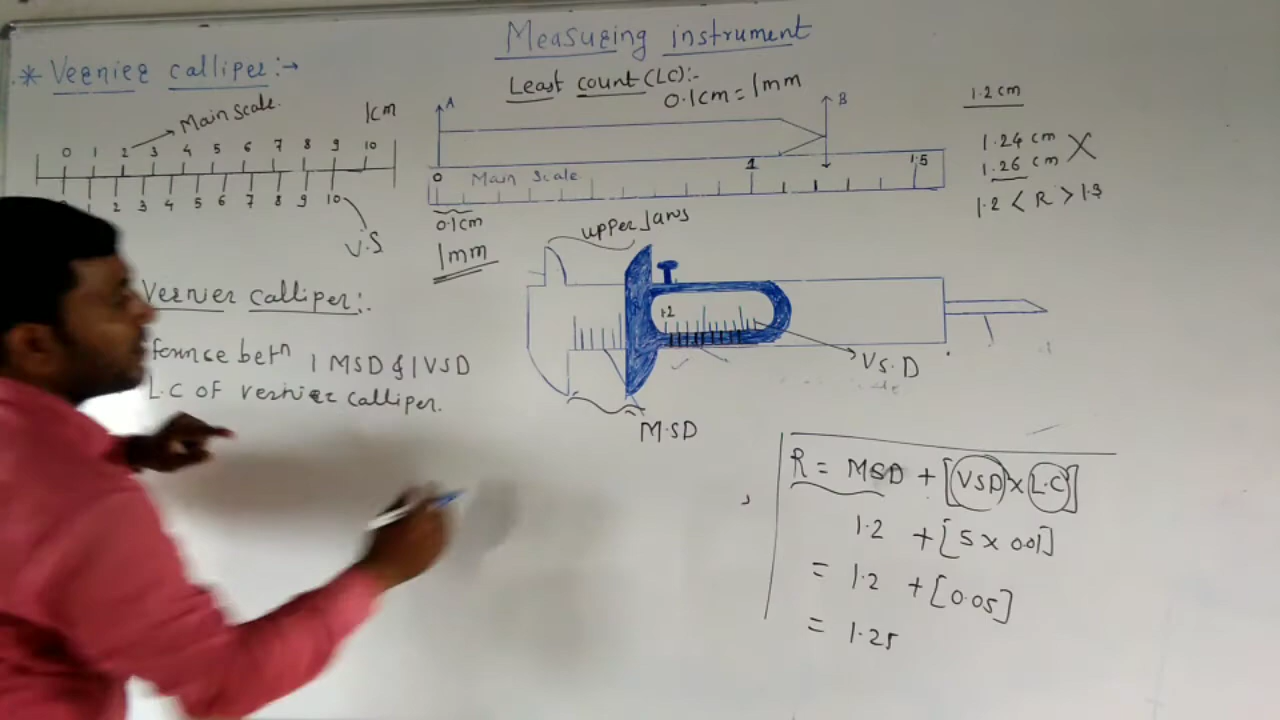 Measuring instrument
* Vernier calliper:→
Main scale.
1cm
0 1 2 3 4 5 6 7 8 9 10
1 2 3 4 5 6 7 8 9 10
V.S
Least count (LC):-
0.1cm = 1mm
A
B
0 Main Scale 1 1.5
0.1cm
1mm
1.2 cm
1.24 cm X
1.26 cm
1.2 < R > 1.3
upper Jaws
1.2
VS.D
M.SD
Vernier calliper:-
ference betn 1 MSD & 1 VSD
L.C of vernier calliper.
R = MSD + [VSD × L.C]
1.2 + [5 × 0.01]
= 1.2 + [0.05]
= 1.25